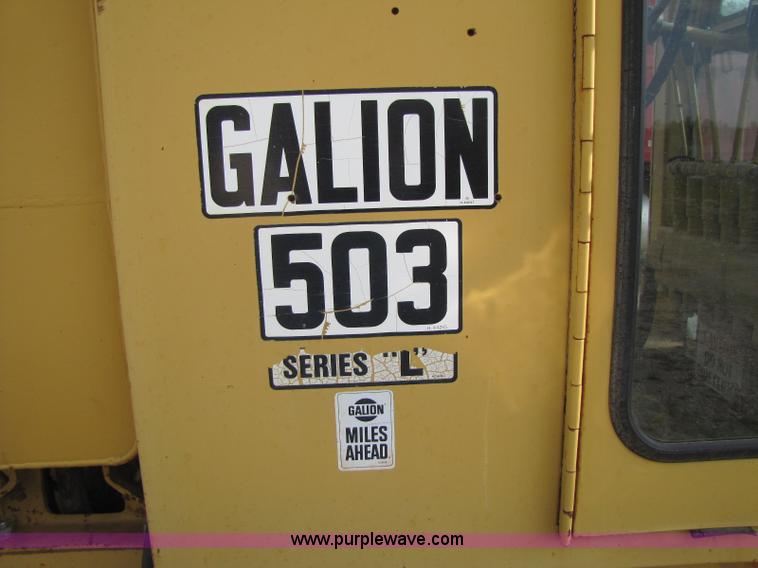 GALION
503
SERIES "L"
GALION
MILES
AHEAD
www.purplewave.com